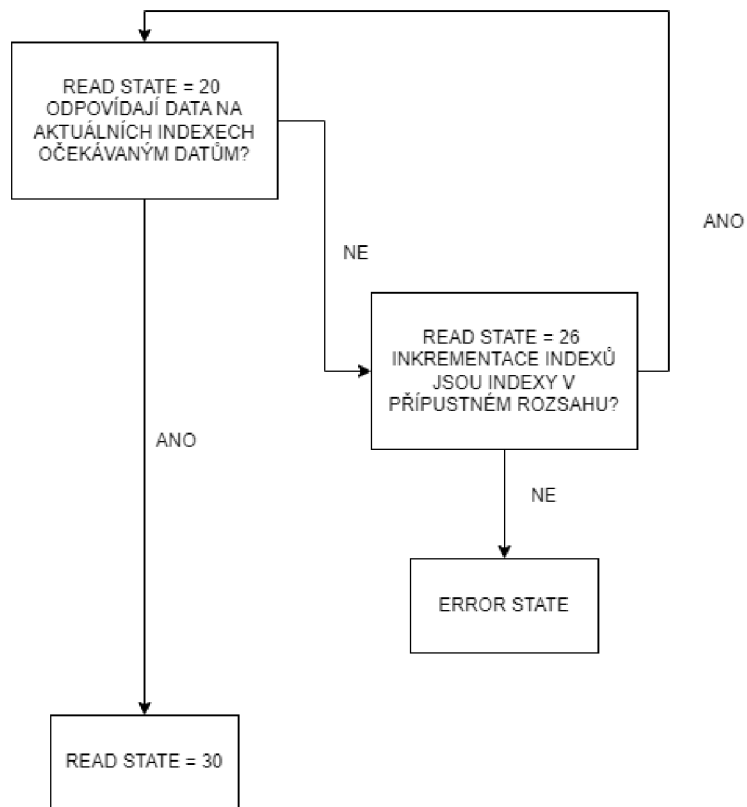 READ STATE = 20
ODPOVÍDAJÍ DATA NA
AKTUÁLNÍCH INDEXECH
OČEKÁVANÝM DATŮM?
ANO
NE
READ STATE = 26
INKREMENTACE INDEXŮ
JSOU INDEXY V
PŘÍPUSTNÉM ROZSAHU?
ANO
NE
ERROR STATE
READ STATE = 30